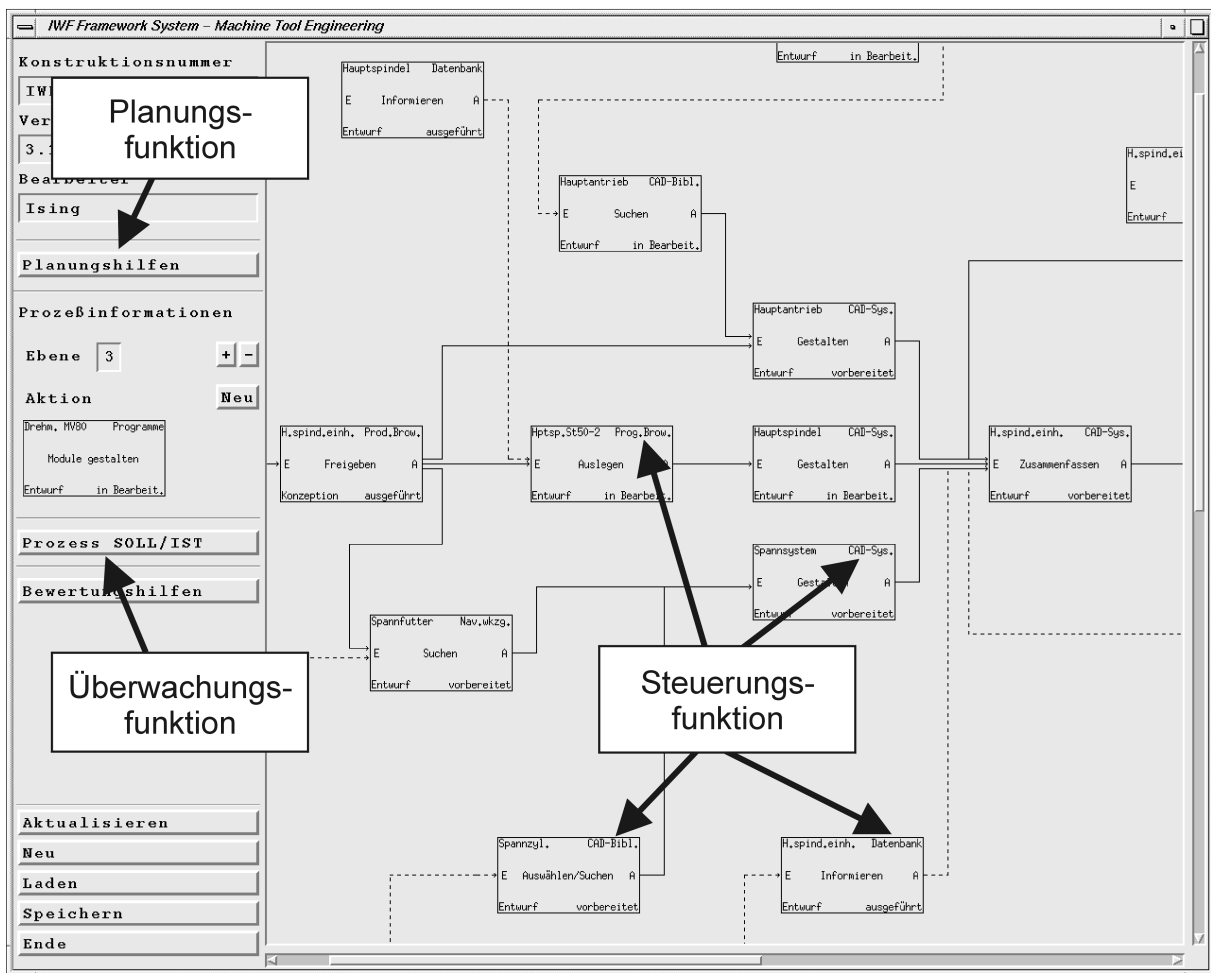 IWF Framework System – Machine Tool Engineering
Konstruktionsnummer
IW
Planungs-
funktion
Ver
3.
Bearbeiter
Ising
Planungshilfen
Prozeßinformationen
Ebene 3 + -
Aktion Neu
Drehm. MV80 Programme
Module gestalten
Entwurf in Bearbeit.
Prozess SOLL/IST
Bewertungshilfen
Überwachungs-
funktion
Aktualisieren
Neu
Laden
Speichern
Ende
Entwurf in Bearbeit.
Hauptspindel Datenbank
E Informieren A
Entwurf ausgeführt
H.spind.ei
E
Entwurf
Hauptantrieb CAD-Bibl.
E Suchen A
Entwurf in Bearbeit.
Hauptantrieb CAD-Sys.
E Gestalten A
Entwurf vorbereitet
H.spind.einh. Prod.Brow.
E Freigeben A
Konzeption ausgeführt
Hptsp.St50-2 Prog.Brow.
E Auslegen A
Entwurf in Bearbeit.
Hauptspindel CAD-Sys.
E Gestalten A
Entwurf in Bearbeit.
H.spind.einh. CAD-Sys.
E Zusammenfassen A
Entwurf vorbereitet
Spannsystem CAD-Sys.
E Gestalten A
Entwurf vorbereitet
Spannfutter Nav.wkzg.
E Suchen A
Entwurf vorbereitet
Steuerungs-
funktion
Spannzyl. CAD-Bibl.
E Auswählen/Suchen A
Entwurf vorbereitet
H.spind.einh. Datenbank
E Informieren A
Entwurf ausgeführt